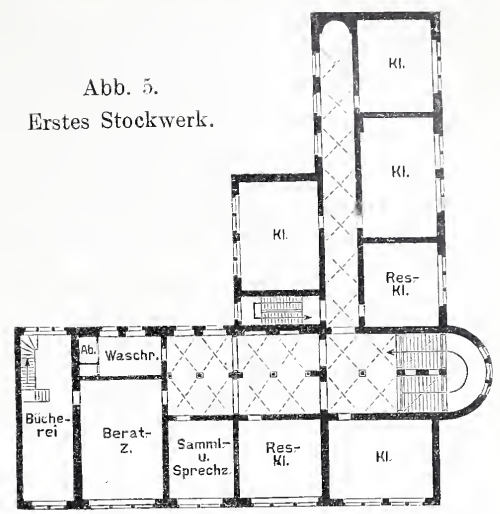 Abb. 5.
Erstes Stockwerk.
Kl.
Kl.
Kl.
Res.-
Kl.
Ab.
Waschr.
Büche-
rei
Berat-
z.
Samml.-
u.
Sprechz.
Res.-
Kl.
Kl.